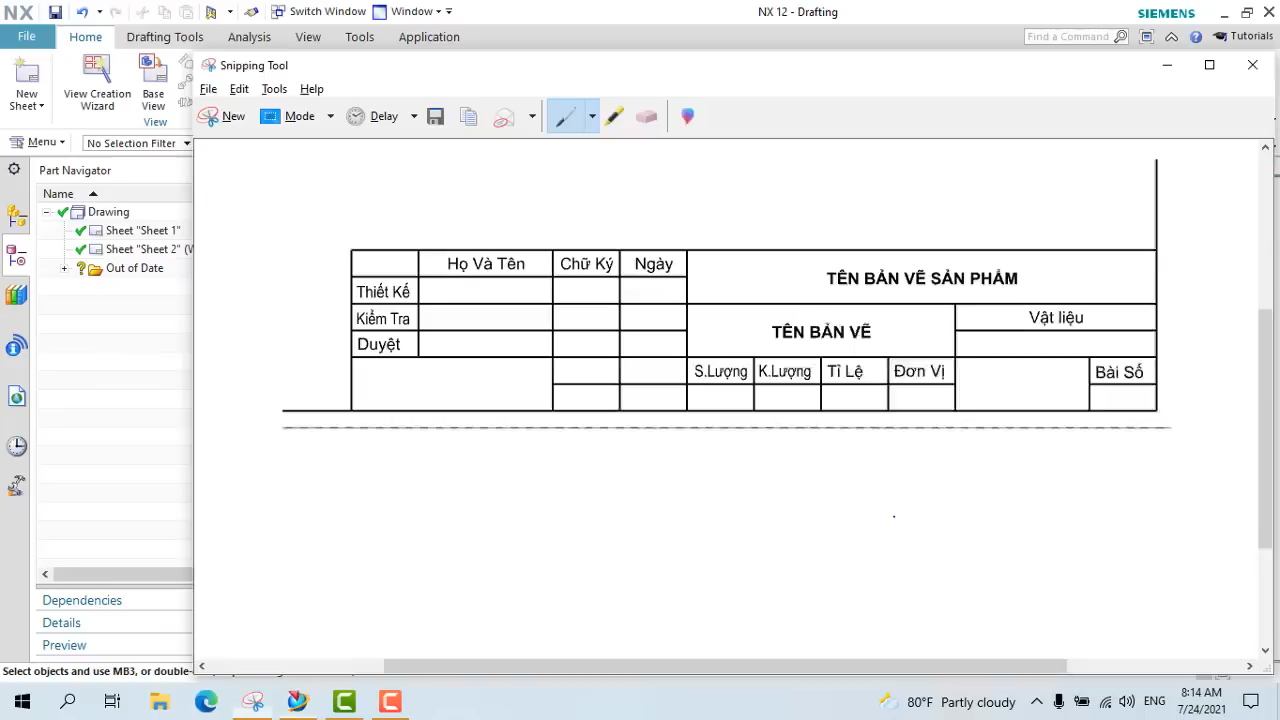 NX
Switch Window
Window
NX 12 - Drafting
SIEMENS
File
Home
Drafting Tools
Analysis
View
Tools
Application
Find a Command
Tutorials
New
Sheet
View Creation
Wizard
Base
View
View
Menu
No Selection Filter
Part Navigator
Name
Drawing
Sheet "Sheet 1"
Sheet "Sheet 2" (W
Out of Date
Dependencies
Details
Preview
Select objects and use MB3, or double-
Snipping Tool
File
Edit
Tools
Help
New
Mode
Delay
Họ Và Tên
Chữ Ký
Ngày
TÊN BẢN VẼ SẢN PHẨM
Thiết Kế
Kiểm Tra
TÊN BẢN VẼ
Vật liệu
Duyệt
S.Lượng
K.Lượng
Tỉ Lệ
Đơn Vị
Bài Số
80°F Partly cloudy
ENG
8:14 AM
7/24/2021